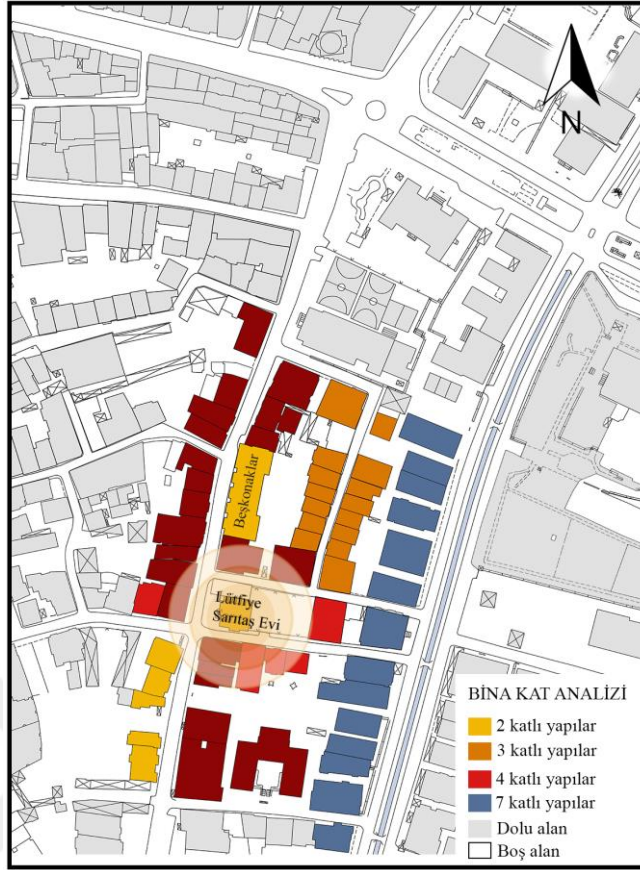 N
Beşkonaklar
Lütfiye
Sarıtaş Evi
BİNA KAT ANALİZİ
2 katlı yapılar
3 katlı yapılar
4 katlı yapılar
7 katlı yapılar
Dolu alan
Boş alan